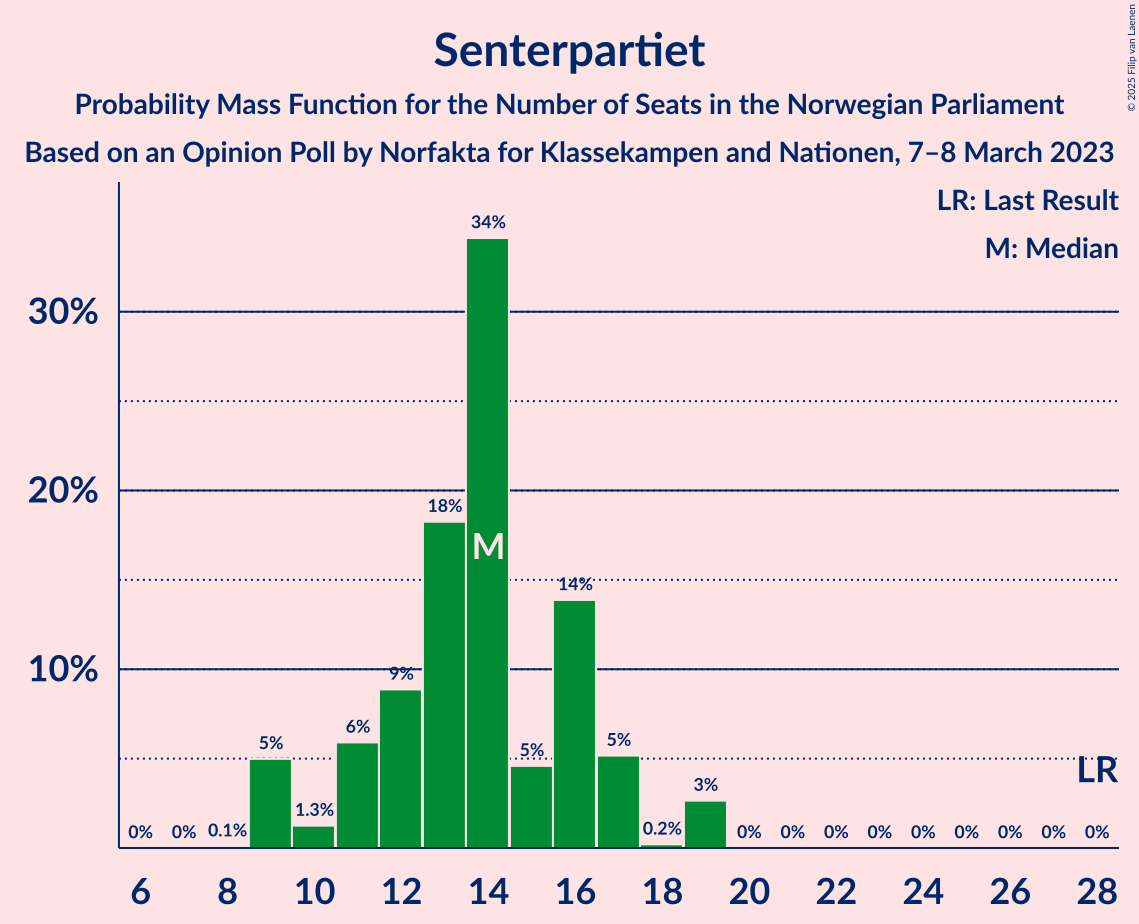 © 2025 Filip van Laenen
Senterpartiet
Probability Mass Function for the Number of Seats in the Norwegian Parliament
Based on an Opinion Poll by Norfakta for Klassekampen and Nationen, 7–8 March 2023
LR: Last Result
M: Median
34%
30%
20%
18%
M
14%
10%
9%
6%
5%
5%
5%
LR
3%
1.3%
0% 0% 0.1% 0.2% 0% 0% 0% 0% 0% 0% 0% 0% 0%
6 8 10 12 14 16 18 20 22 24 26 28